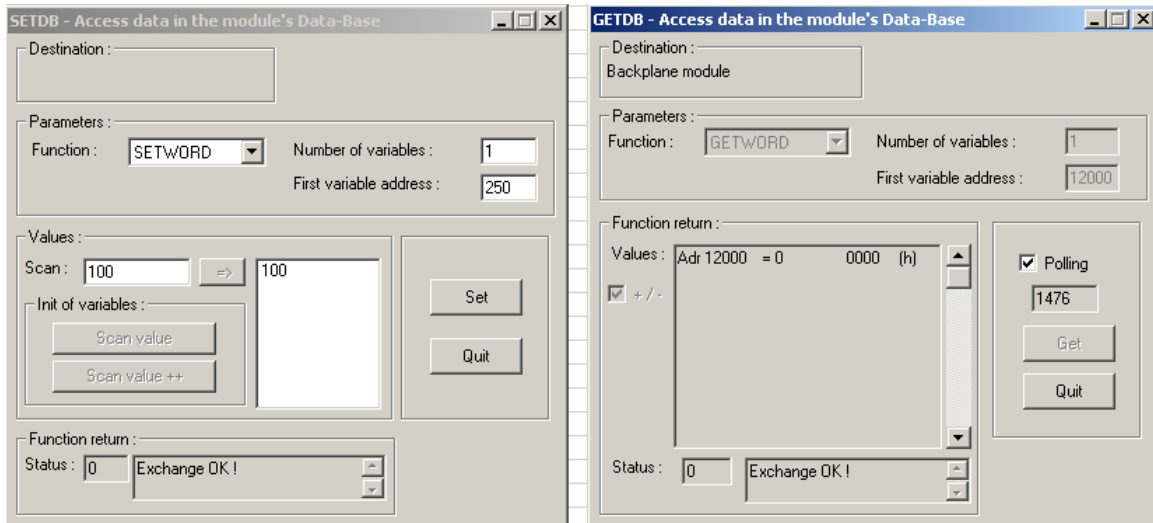 SETDB - Access data in the module's Data-Base
Destination :
Parameters :
Function : SETWORD Number of variables : 1
First variable address : 250
Values :
Scan : 100 => 100
Init of variables :
Scan value
Scan value ++
Set
Quit
Function return :
Status : 0 Exchange OK !
GETDB - Access data in the module's Data-Base
Destination :
Backplane module
Parameters :
Function : GETWORD Number of variables : 1
First variable address : 12000
Function return :
Values : Adr 12000 = 0 0000 (h)
+ / -
Polling
1476
Get
Quit
Status : 0 Exchange OK !